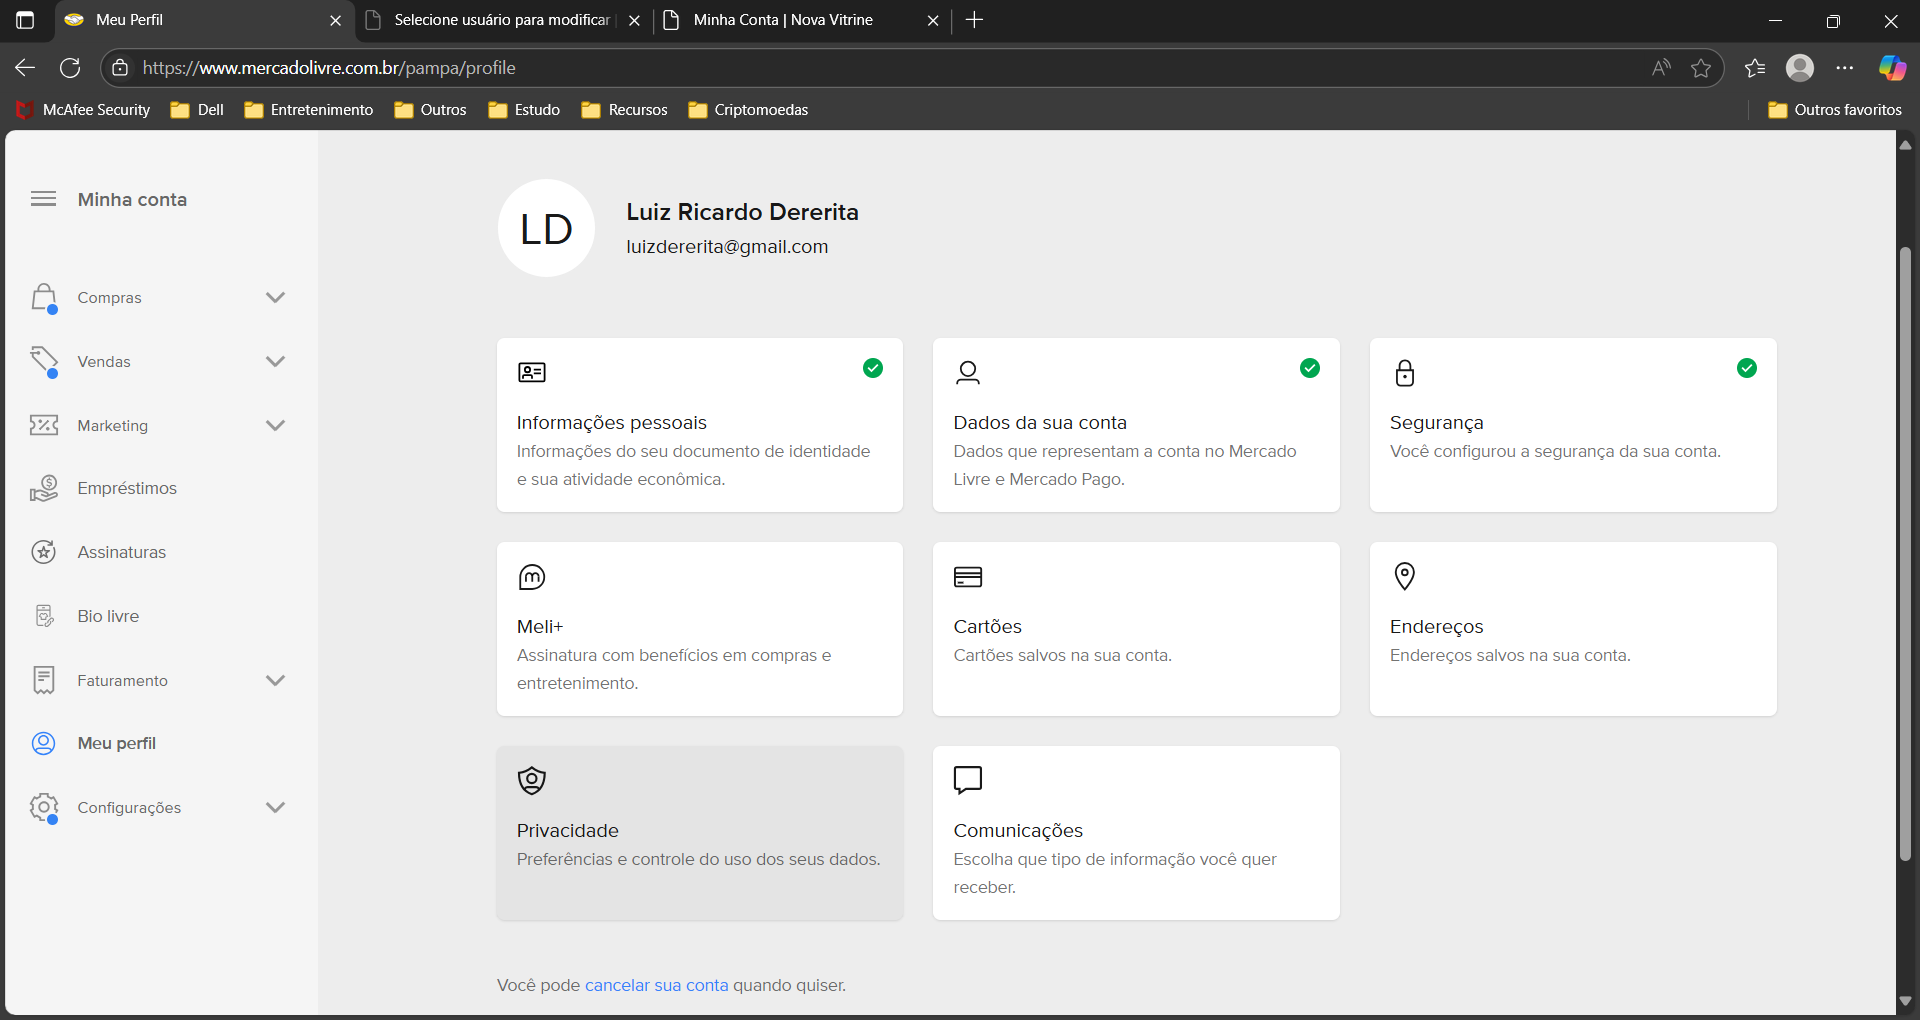 Meu Perfil
Selecione usuário para modificar
Minha Conta | Nova Vitrine
https://www.mercadolivre.com.br/pampa/profile
McAfee Security
Dell
Entretenimento
Outros
Estudo
Recursos
Criptomoedas
Outros favoritos
Minha conta
Compras
Vendas
Marketing
Empréstimos
Assinaturas
Bio livre
Faturamento
Meu perfil
Configurações
LD
Luiz Ricardo Dererita
luizdererita@gmail.com
Informações pessoais
Informações do seu documento de identidade
e sua atividade econômica.
Dados da sua conta
Dados que representam a conta no Mercado
Livre e Mercado Pago.
Segurança
Você configurou a segurança da sua conta.
Meli+
Assinatura com benefícios em compras e
entretenimento.
Cartões
Cartões salvos na sua conta.
Endereços
Endereços salvos na sua conta.
Privacidade
Preferências e controle do uso dos seus dados.
Comunicações
Escolha que tipo de informação você quer
receber.
Você pode cancelar sua conta quando quiser.